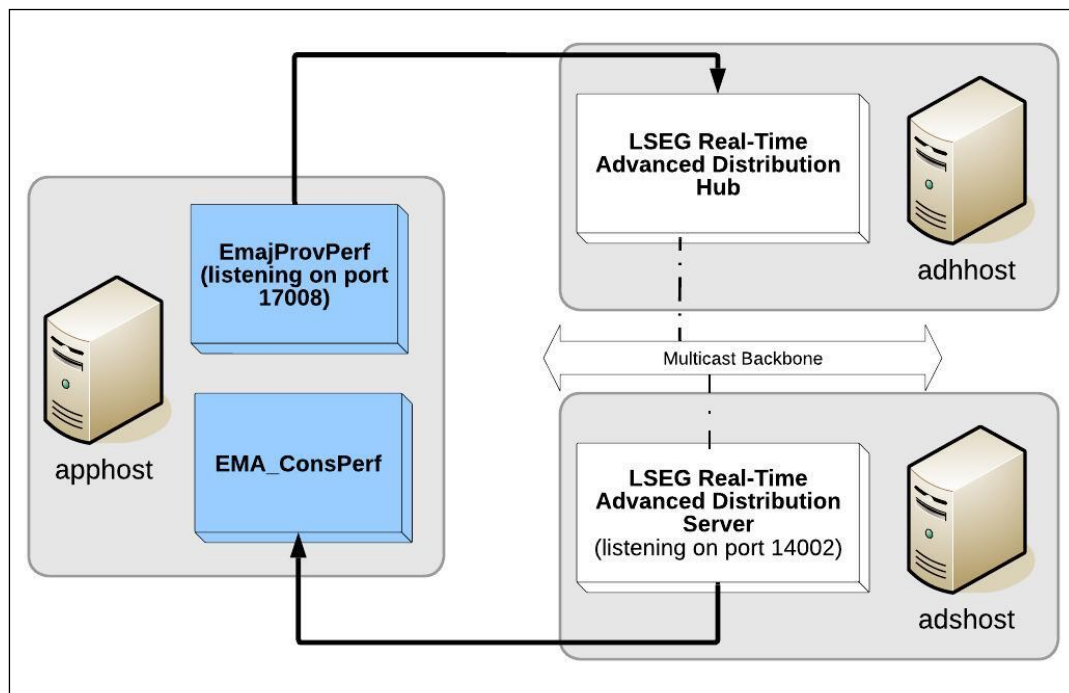 LSEG Real-Time
Advanced Distribution
Hub
adhhost
EmajProvPerf
(listening on port
17008)
Multicast Backbone
EMA_ConsPerf
apphost
LSEG Real-Time
Advanced Distribution
Server
(listening on port 14002)
adshost